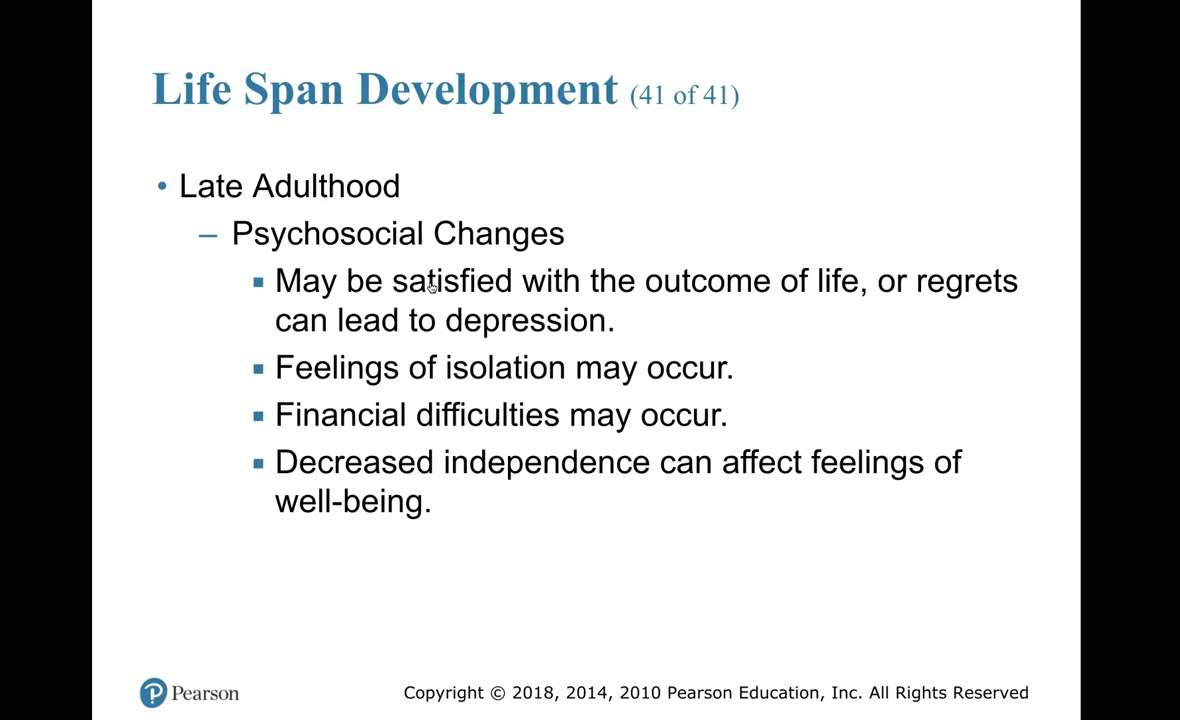 Life Span Development (41 of 41)
• Late Adulthood
– Psychosocial Changes
▪ May be satisfied with the outcome of life, or regrets
can lead to depression.
▪ Feelings of isolation may occur.
▪ Financial difficulties may occur.
▪ Decreased independence can affect feelings of
well-being.
Pearson
Copyright © 2018, 2014, 2010 Pearson Education, Inc. All Rights Reserved